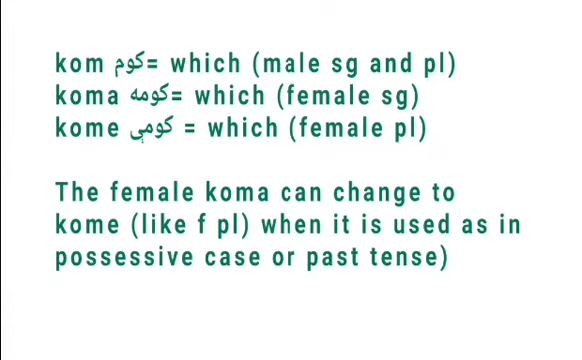 kom کوم= which (male sg and pl)
koma کومه= which (female sg)
kome کومې = which (female pl)
The female koma can change to
kome (like f pl) when it is used as in
possessive case or past tense)